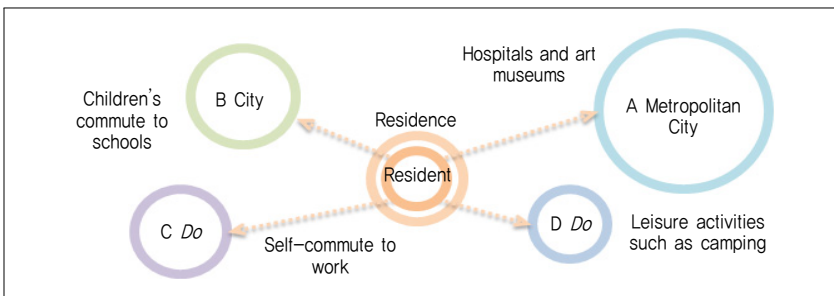 Hospitals and art
museums
Children's
commute to
schools
B City
A Metropolitan
City
Residence
Resident
C Do
D Do
Self-commute to
work
Leisure activities
such as camping